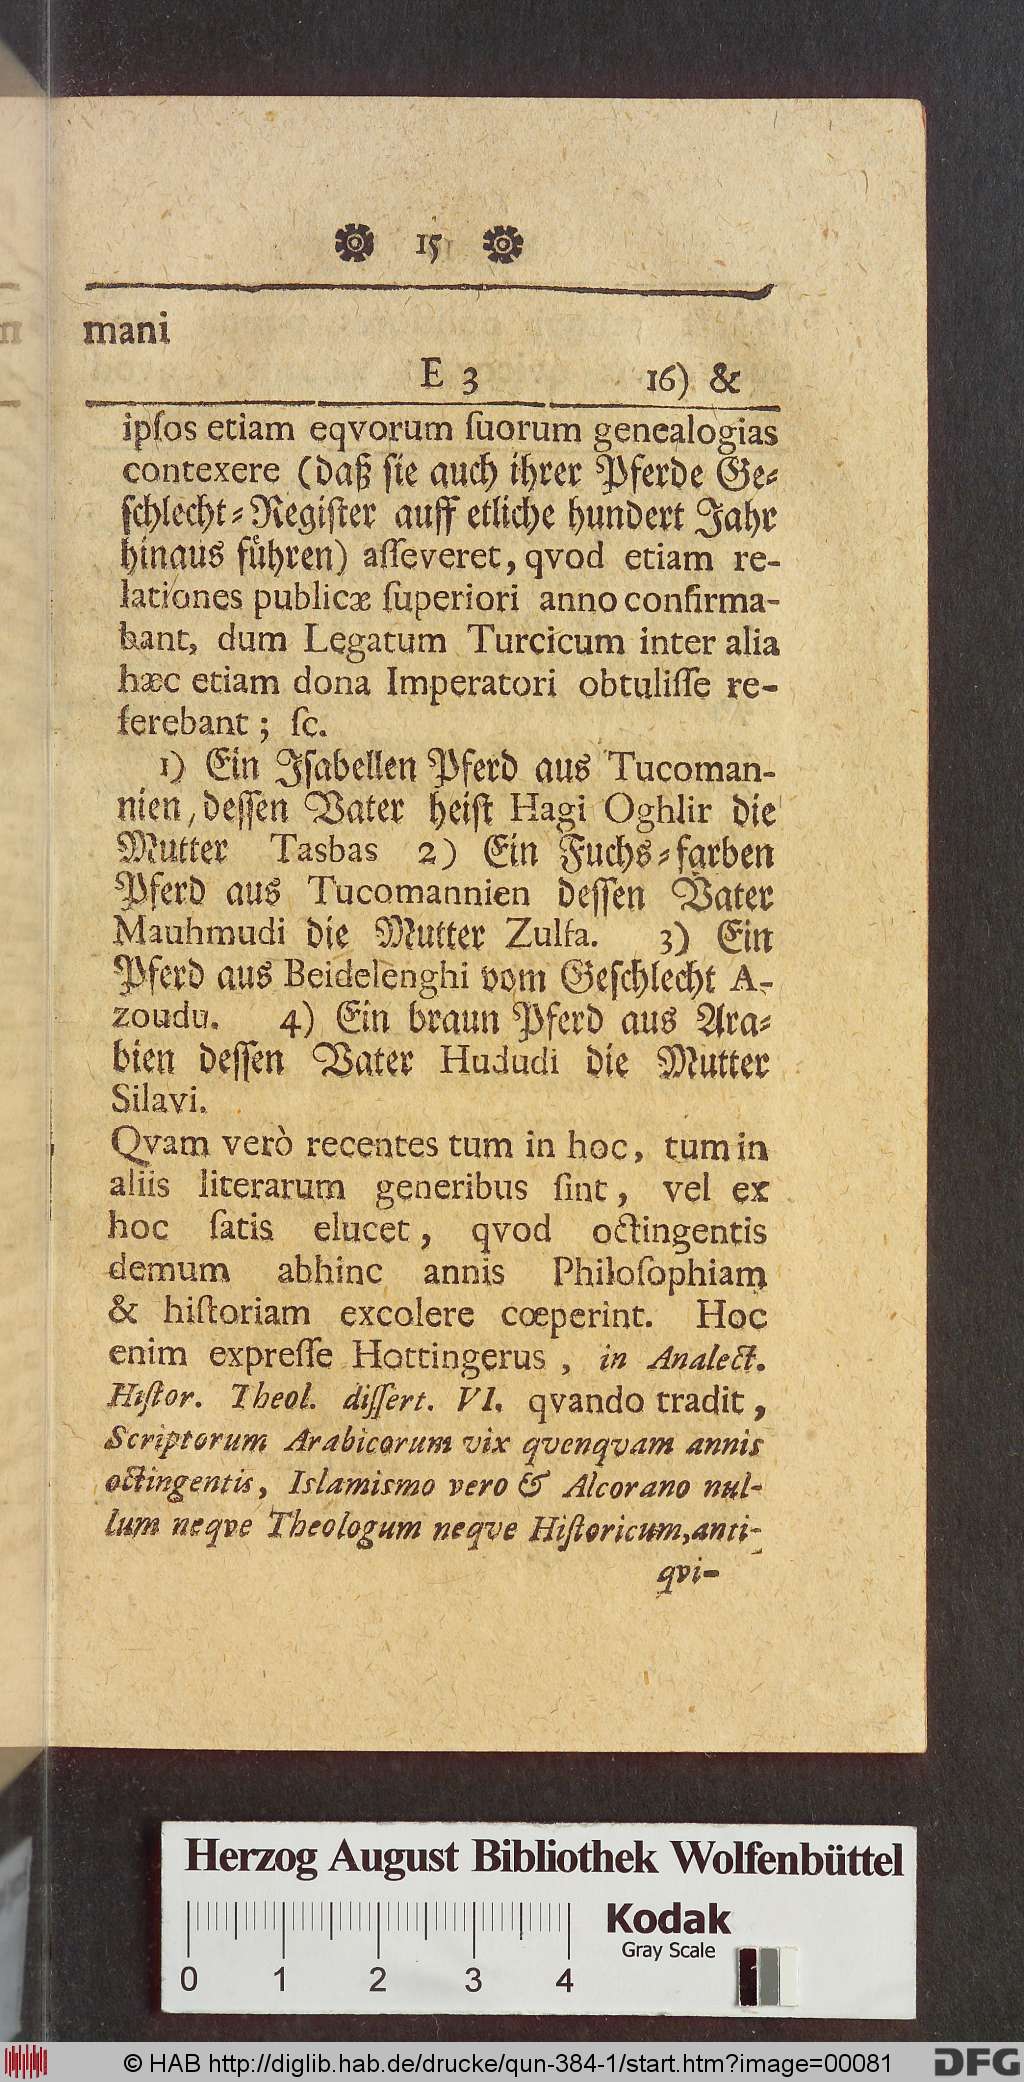 15
mani
E 3 16) &
ipſos etiam eqvorum ſuorum genealogias
contexere (daß ſie auch ihrer Pferde Ge-
ſchlecht-Regiſter auff etliche hundert Jahr
hinaus führen) aſſeveret, qvod etiam re-
lationes publicæ ſuperiori anno confirma-
bant, dum Legatum Turcicum inter alia
hæc etiam dona Imperatori obtuliſſe re-
ferebant; ſc.
1) Ein Iſabellen Pferd aus Tucoman-
nien, deſſen Vater heiſt Hagi Oghlir die
Mutter Tasbas 2) Ein Fuchs-farben
Pferd aus Tucomannien deſſen Vater
Mauhmudi die Mutter Zulfa. 3) Ein
Pferd aus Beidelenghi vom Geſchlecht A-
zoudu. 4) Ein braun Pferd aus Ara-
bien deſſen Vater Hududi die Mutter
Silavi.
Qvam verò recentes tum in hoc, tum in
aliis literarum generibus ſint, vel ex
hoc ſatis elucet, qvod octingentis
demum abhinc annis Philoſophiam
& hiſtoriam excolere cœperint. Hoc
enim expreſſe Hottingerus, in Analect.
Hiſtor. Theol. diſſert. VI. qvando tradit,
Scriptorum Arabicorum vix qvenqvam annis
octingentis, Islamismo vero & Alcorano nul-
lum neqve Theologum neqve Hiſtoricum, anti-
qvi-
Herzog August Bibliothek Wolfenbüttel
Kodak
Gray Scale
0 1 2 3 4
© HAB http://diglib.hab.de/drucke/qun-384-1/start.htm?image=00081
DFG